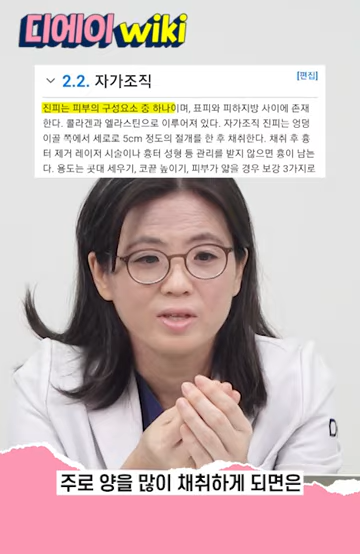 디에이wiki
2.2. 자가조직
[편집]
진피는 피부의 구성요소 중 하나이며, 표피와 피하지방 사이에 존재
한다. 콜라겐과 엘라스틴으로 이루어져 있다. 자가조직 진피는 엉덩
이골 쪽에서 세로로 5cm 정도의 절개를 한 후 채취한다. 채취 후 흉
터 제거 레이저 시술이나 흉터 성형 등 관리를 받지 않으면 흉이 남는
다. 용도는 콧대 세우기, 코끝 높이기, 피부가 얇을 경우 보강 3가지로
D
주로 양을 많이 채취하게 되면은